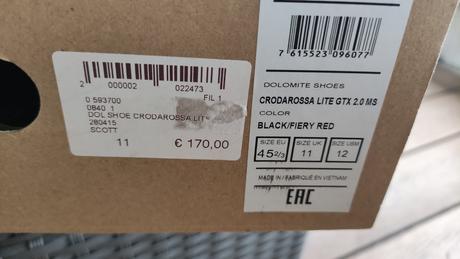 2 000002 022473
FIL 1
0 593700
0840 1
DOL SHOE CRODAROSSA LIT
280415
SCOTT
11 € 170,00
7 615523 096077
DOLOMITE SHOES
CRODAROSSA LITE GTX 2.0 MS
COLOR
BLACK/FIERY RED
SIZE EU SIZE UK SIZE USM
45 2/3 11 12
MADE IN / FABRIQUÉ EN VIETNAM
EAC